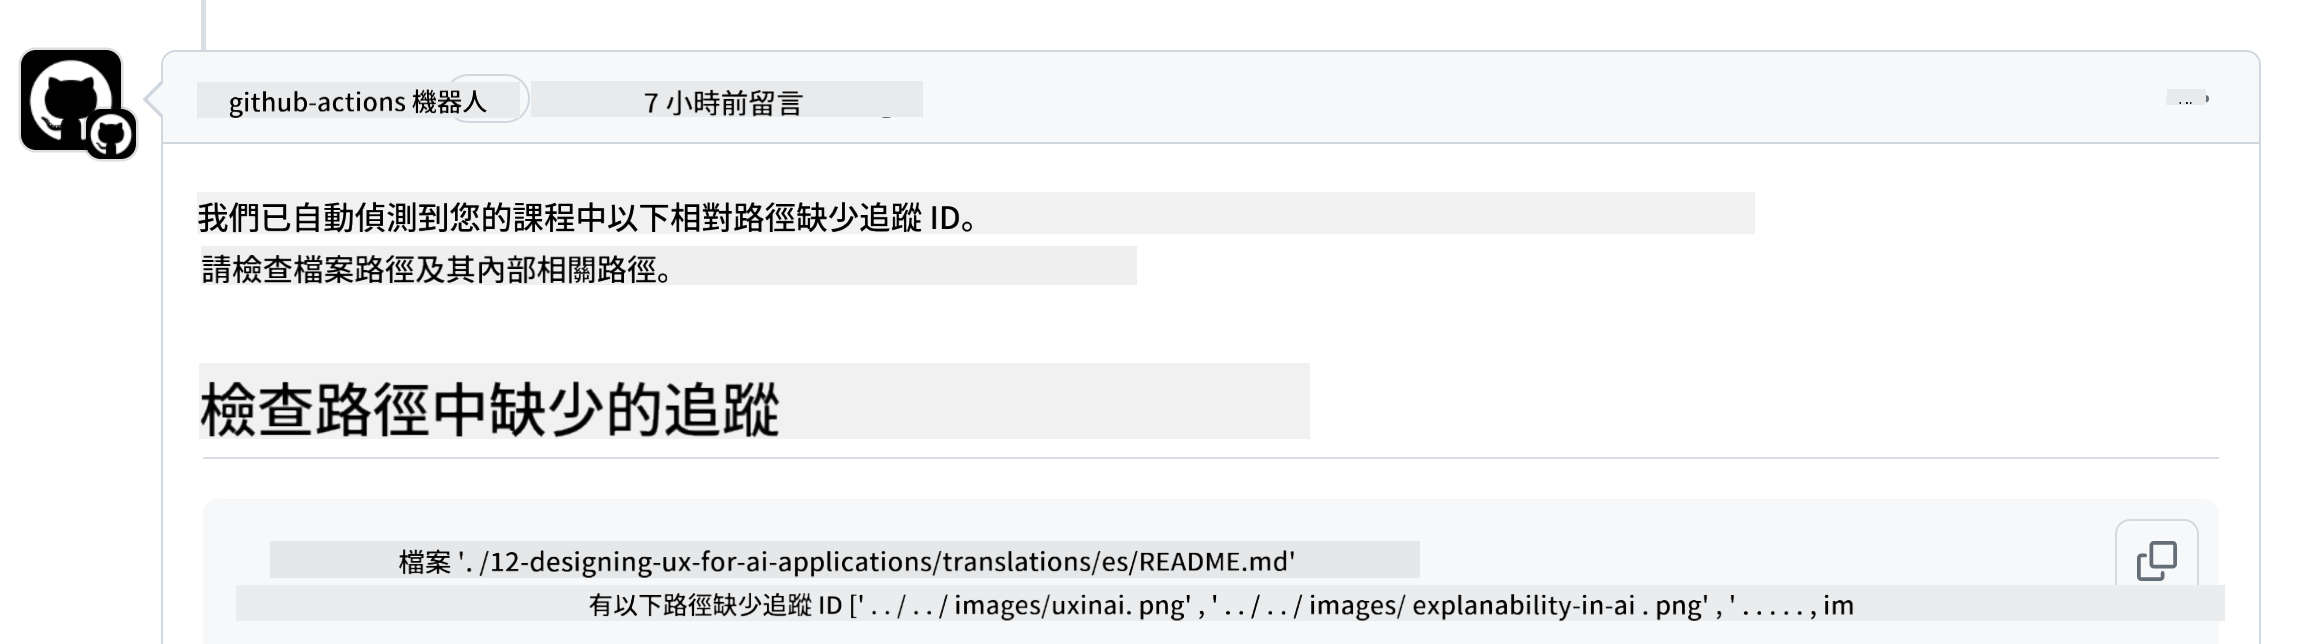 github-actions 機器人 7 小時前留言
我們已自動偵測到您的課程中以下相對路徑缺少追蹤 ID。
請檢查檔案路徑及其內部相關路徑。
檢查路徑中缺少的追蹤
檔案 './12-designing-ux-for-ai-applications/translations/es/README.md'
有以下路徑缺少追蹤 ID ['../../images/uxinai.png', '../../images/explanability-in-ai.png', '....., im